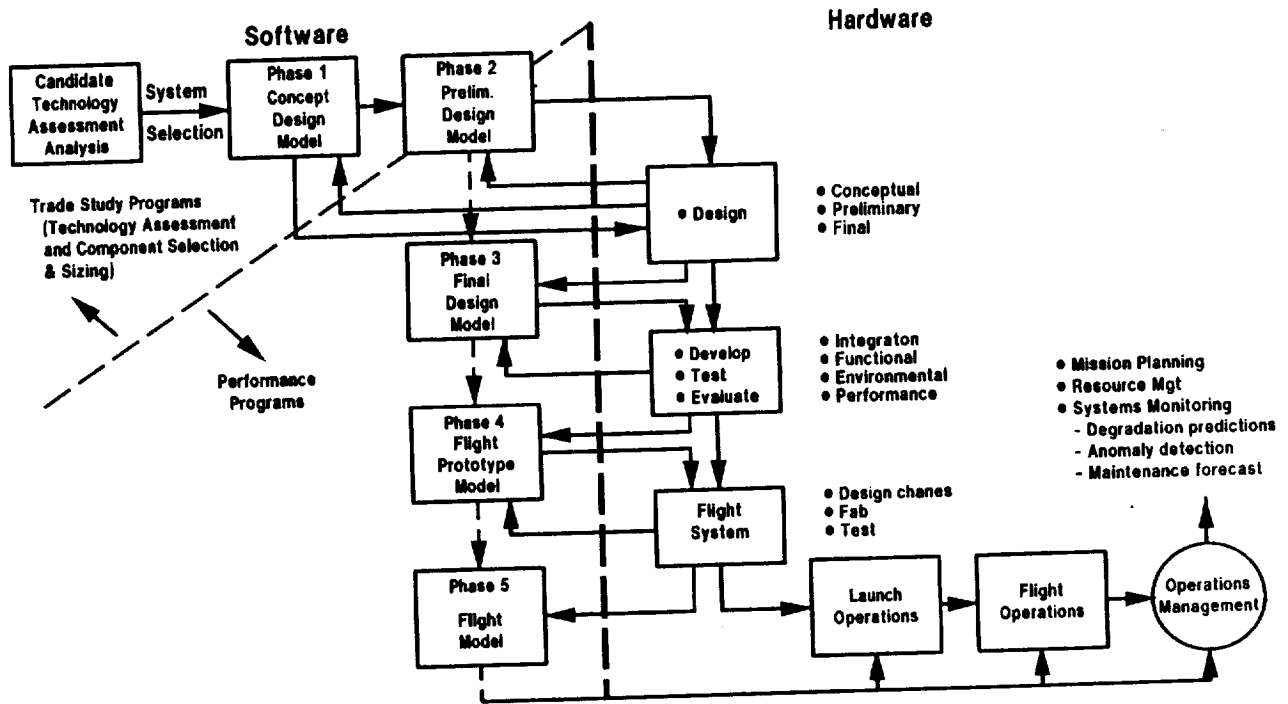 Software
Hardware
Candidate
Technology
Assessment
Analysis
System
Selection
Phase 1
Concept
Design
Model
Phase 2
Prelim.
Design
Model
Trade Study Programs
(Technology Assessment
and Component Selection
& Sizing)
Performance
Programs
● Design
● Conceptual
● Preliminary
● Final
Phase 3
Final
Design
Model
● Develop
● Test
● Evaluate
● Integraton
● Functional
● Environmental
● Performance
● Mission Planning
● Resource Mgt
● Systems Monitoring
- Degradation predictions
- Anomaly detection
- Maintenance forecast
Phase 4
Flight
Prototype
Model
Flight
System
● Design chanes
● Fab
● Test
Phase 5
Flight
Model
Launch
Operations
Flight
Operations
Operations
Management